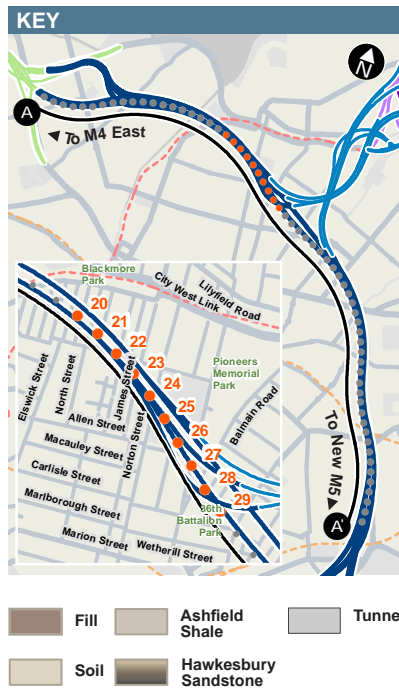 KEY
N
A
To M4 East
Blackmore
Park
City West Link
Lilyfield Road
20
21
22
23
24
25
26
27
28
29
Pioneers
Memorial
Park
Elswick Street
North Street
James Street
Norton Street
Balmain Road
Allen Street
Macauley Street
Carlisle Street
Marlborough Street
Marion Street
Wetherill Street
36th
Battalion
Park
To New M5
A'
Fill
Ashfield
Shale
Tunne
Soil
Hawkesbury
Sandstone